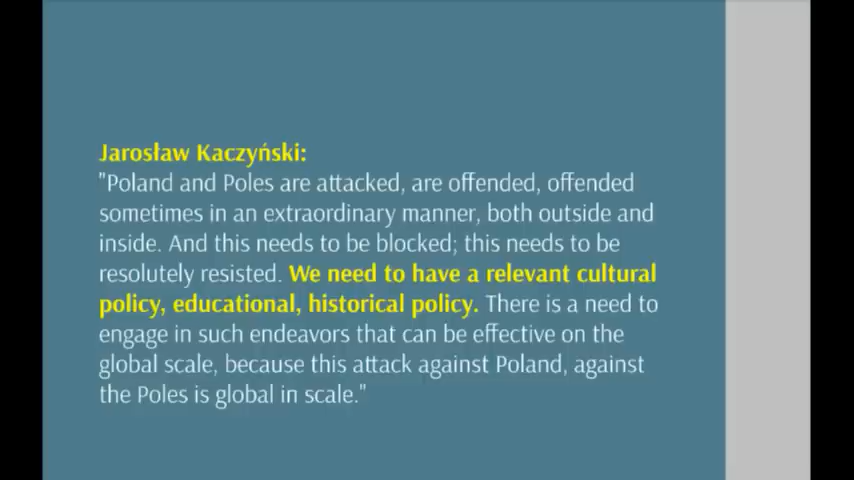 Jarosław Kaczyński:
"Poland and Poles are attacked, are offended, offended
sometimes in an extraordinary manner, both outside and
inside. And this needs to be blocked; this needs to be
resolutely resisted. We need to have a relevant cultural
policy, educational, historical policy. There is a need to
engage in such endeavors that can be effective on the
global scale, because this attack against Poland, against
the Poles is global in scale."